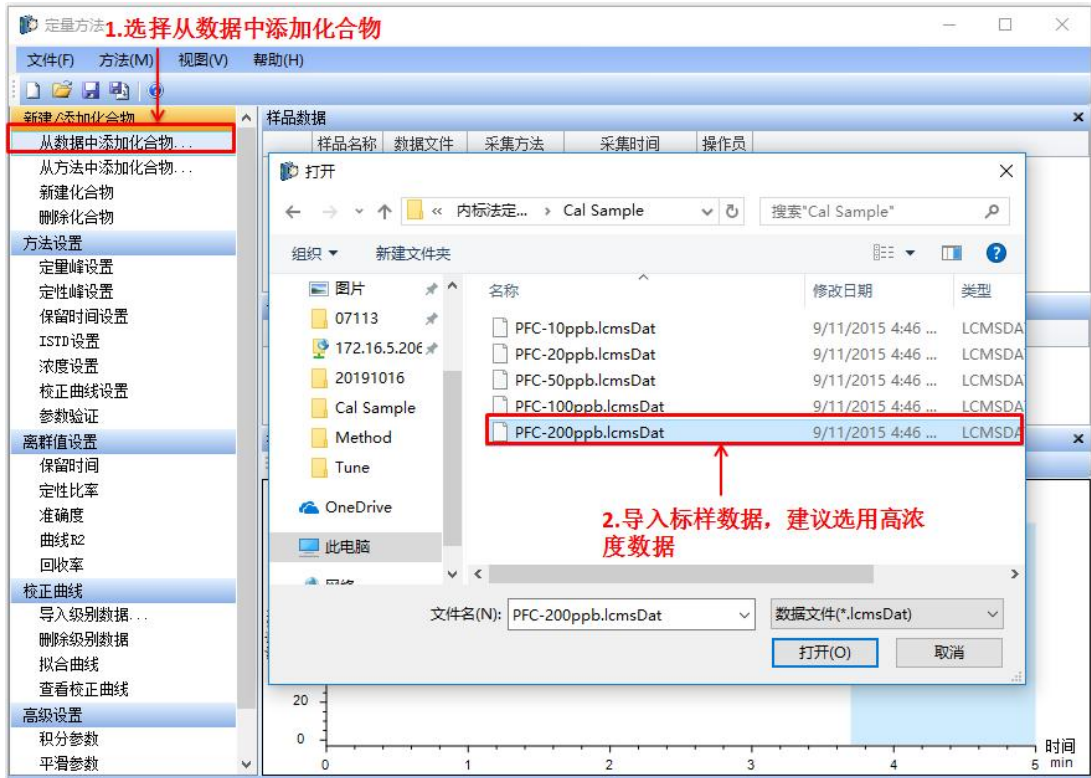 定量方法
1.选择从数据中添加化合物
文件(F) 方法(M) 视图(V) 帮助(H)
新建/添加化合物
从数据中添加化合物...
从方法中添加化合物...
新建化合物
删除化合物
方法设置
定量峰设置
定性峰设置
保留时间设置
ISTD设置
浓度设置
校正曲线设置
参数验证
离群值设置
保留时间
定性比率
准确度
曲线R2
回收率
校正曲线
导入级别数据...
删除级别数据
拟合曲线
查看校正曲线
高级设置
积分参数
平滑参数
样品数据
样品名称 数据文件 采集方法 采集时间 操作员
打开
« 内标法定... › Cal Sample
搜索"Cal Sample"
组织 新建文件夹
图片
07113
172.16.5.206
20191016
Cal Sample
Method
Tune
OneDrive
此电脑
网络
名称 修改日期 类型
PFC-10ppb.lcmsDat 9/11/2015 4:46 ... LCMSDA
PFC-20ppb.lcmsDat 9/11/2015 4:46 ... LCMSDA
PFC-50ppb.lcmsDat 9/11/2015 4:46 ... LCMSDA
PFC-100ppb.lcmsDat 9/11/2015 4:46 ... LCMSDA
PFC-200ppb.lcmsDat 9/11/2015 4:46 ... LCMSDA
2.导入标样数据，建议选用高浓
度数据
文件名(N): PFC-200ppb.lcmsDat 数据文件(*.lcmsDat)
打开(O) 取消
20
0
0 1 2 3 4 5
时间
min